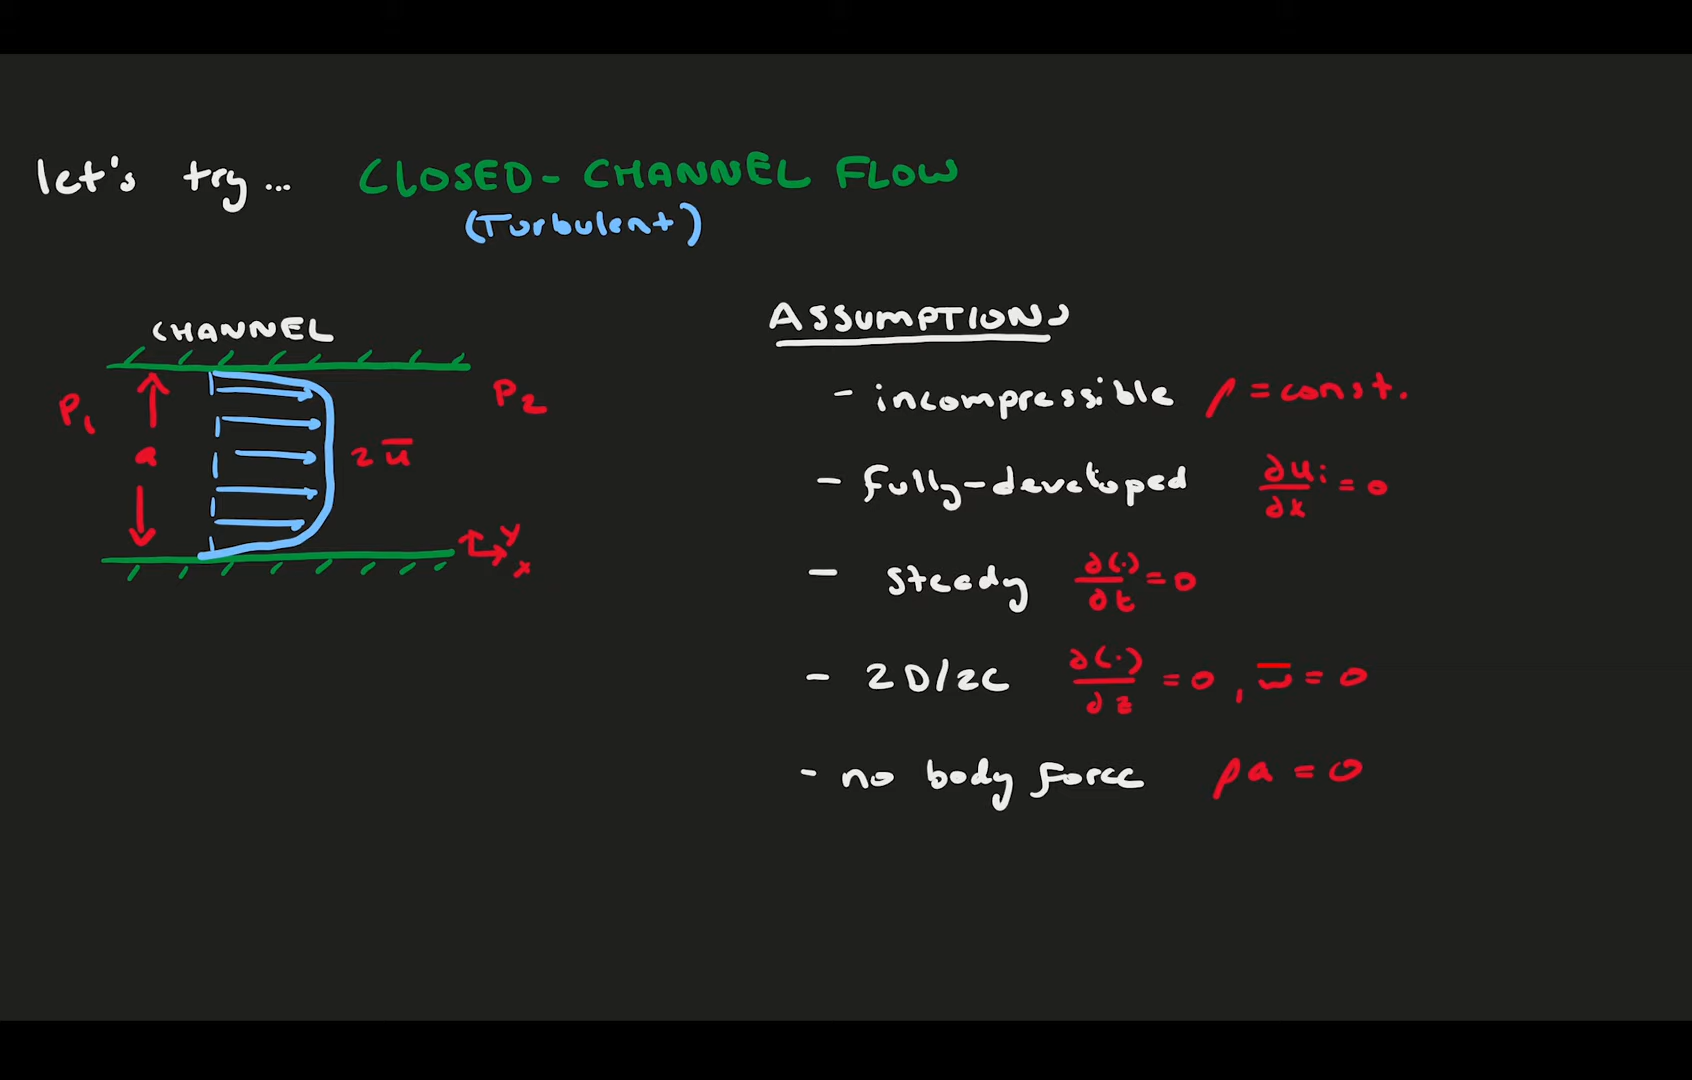 let's try... CLOSED-CHANNEL FLOW
(Turbulent)
CHANNEL
P1
a
2 ū
P2
y
x
ASSUMPTIONS
- incompressible ρ = const.
- fully-developed ∂ui/∂x = 0
- steady ∂(·)/∂t = 0
- 2D/2C ∂(·)/∂z = 0, w̄ = 0
- no body force ρa = 0